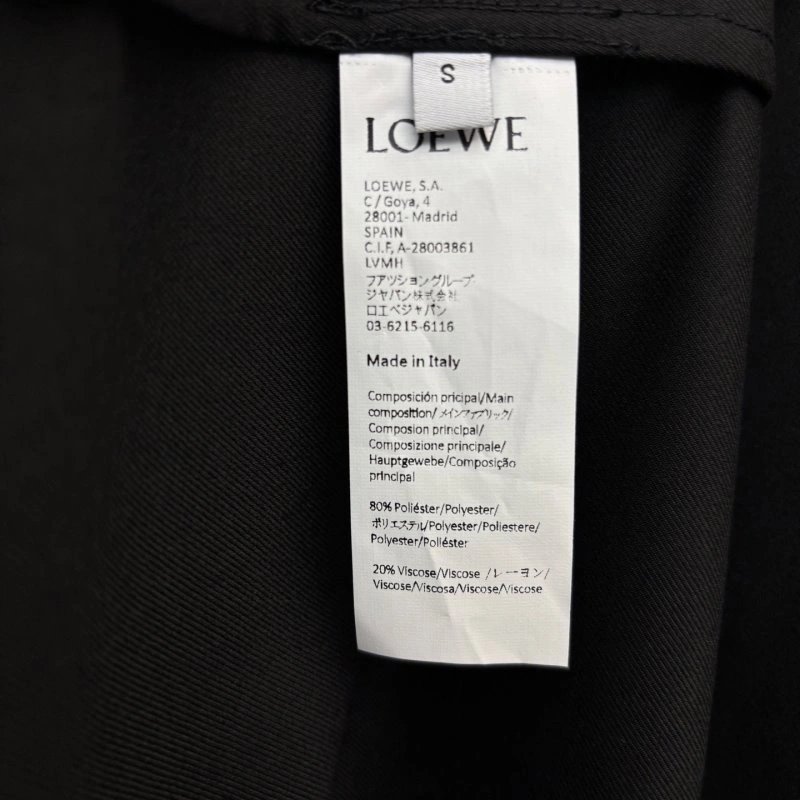 S
LOEWE
LOEWE, S.A.
C/Goya, 4
28001- Madrid
SPAIN
C.I.F, A-28003861
LVMH
フアツショングループ
ジャパン株式会社
ロエベジャパン
03-6215-6116
Made in Italy
Composición pricipal/Main
composition/メインファブリック/
Composion principal/
Composizione principale/
Hauptgewebe/Composição
principal
80% Poliéster/Polyester/
ポリエステル/Polyester/Poliestere/
Polyester/Poliéster
20% Viscose/Viscose /レーヨン/
Viscose/Viscosa/Viscose/Viscose